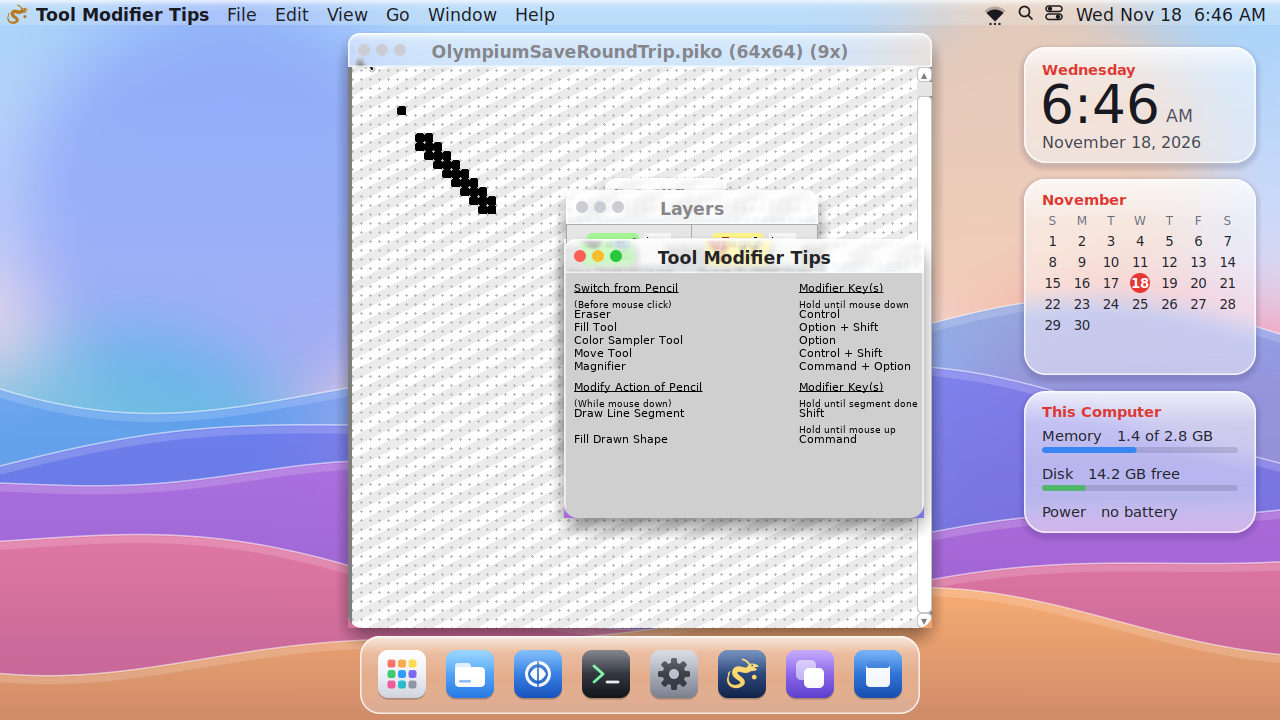 Tool Modifier Tips File Edit View Go Window Help Wed Nov 18 6:46 AM
OlympiumSaveRoundTrip.piko (64x64) (9x)
Layers
Tool Modifier Tips
Switch from Pencil Modifier Key(s)
(Before mouse click) Hold until mouse down
Eraser Control
Fill Tool Option + Shift
Color Sampler Tool Option
Move Tool Control + Shift
Magnifier Command + Option
Modify Action of Pencil Modifier Key(s)
(While mouse down) Hold until segment done
Draw Line Segment Shift
Hold until mouse up
Fill Drawn Shape Command
Wednesday
6:46 AM
November 18, 2026
November
S M T W T F S
1 2 3 4 5 6 7
8 9 10 11 12 13 14
15 16 17 18 19 20 21
22 23 24 25 26 27 28
29 30
This Computer
Memory 1.4 of 2.8 GB
Disk 14.2 GB free
Power no battery